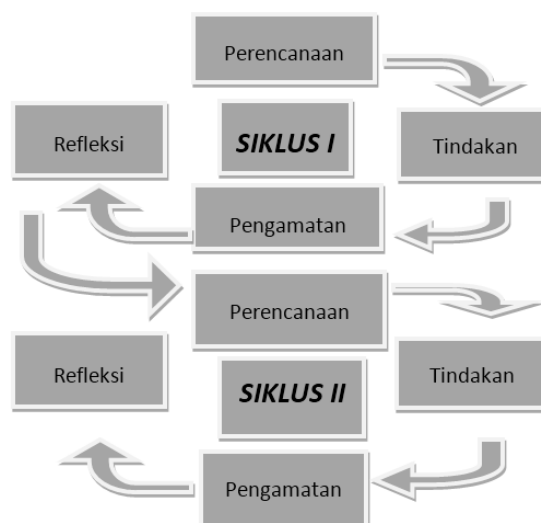 Perencanaan
Refleksi
SIKLUS I
Tindakan
Pengamatan
Perencanaan
Refleksi
SIKLUS II
Tindakan
Pengamatan